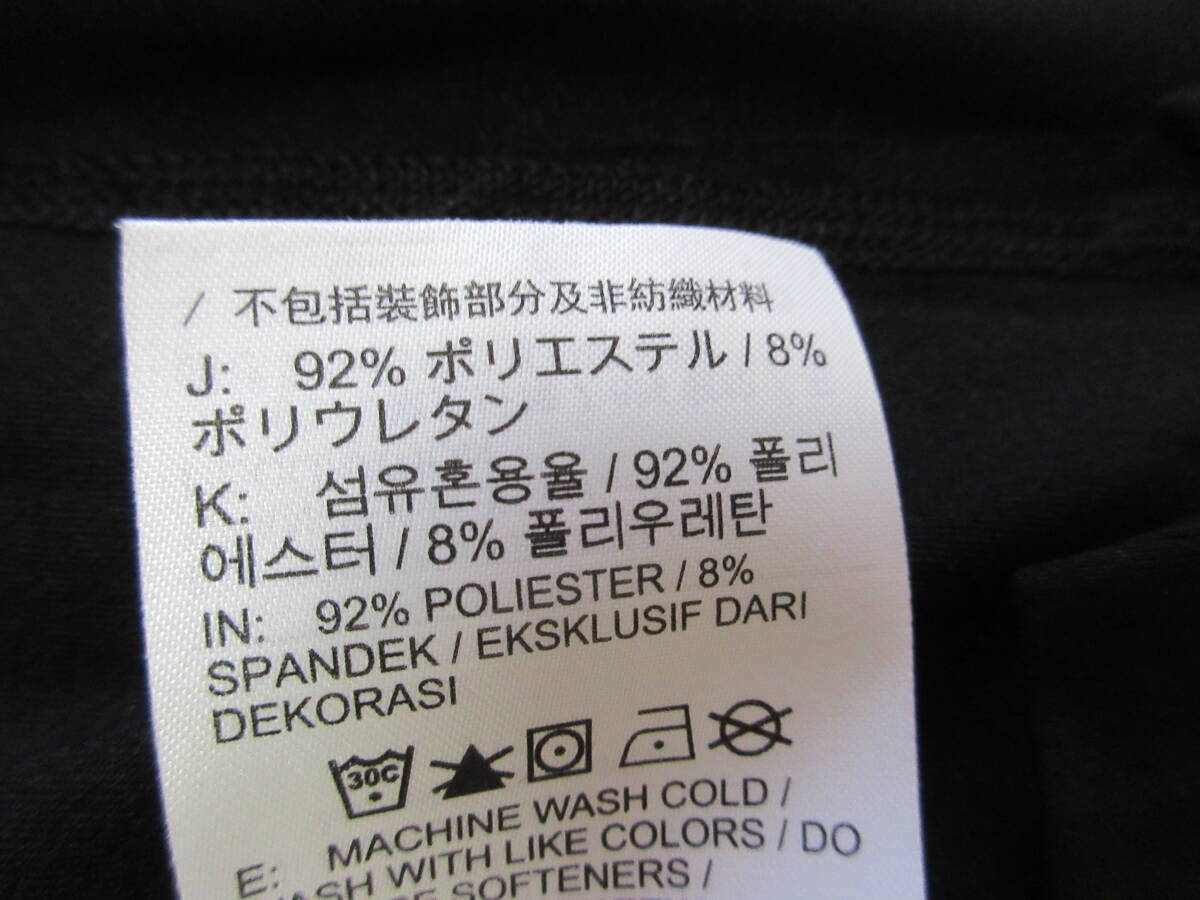 / 不包括裝飾部分及非紡織材料
J: 92% ポリエステル / 8%
ポリウレタン
K: 섬유혼용율 / 92% 폴리
에스터 / 8% 폴리우레탄
IN: 92% POLIESTER / 8%
SPANDEK / EKSKLUSIF DARI
DEKORASI
30C
E: MACHINE WASH COLD /
WITH LIKE COLORS / DO
SOFTENERS /